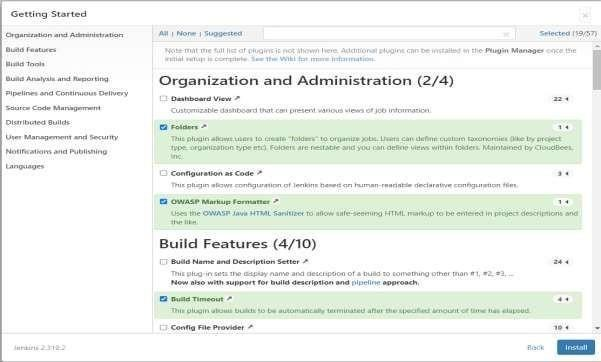 Getting Started
Organization and Administration
Build Features
Build Tools
Build Analysis and Reporting
Pipelines and Continuous Delivery
Source Code Management
Distributed Builds
User Management and Security
Notifications and Publishing
Languages
All | None | Suggested
Selected (19/57)
Note that the full list of plugins is not shown here. Additional plugins can be installed in the Plugin Manager once the
initial setup is complete. See the Wiki for more information.
Organization and Administration (2/4)
Dashboard View 22
Customizable dashboard that can present various views of job information.
Folders 1
This plugin allows users to create "folders" to organize jobs. Users can define custom taxonomies (like by project
type, organization type etc). Folders are nestable and you can define views within folders. Maintained by CloudBees,
Inc.
Configuration as Code 3
This plugin allows configuration of Jenkins based on human-readable declarative configuration files.
OWASP Markup Formatter 1
Uses the OWASP Java HTML Sanitizer to allow safe-seeming HTML markup to be entered in project descriptions and
the like.
Build Features (4/10)
Build Name and Description Setter 24
This plug-in sets the display name and description of a build to something other than #1, #2, #3, ...
Now also with support for build description and pipeline approach.
Build Timeout 4
This plugin allows builds to be automatically terminated after the specified amount of time has elapsed.
Config File Provider 10
Jenkins 2.319.2
Back
Install